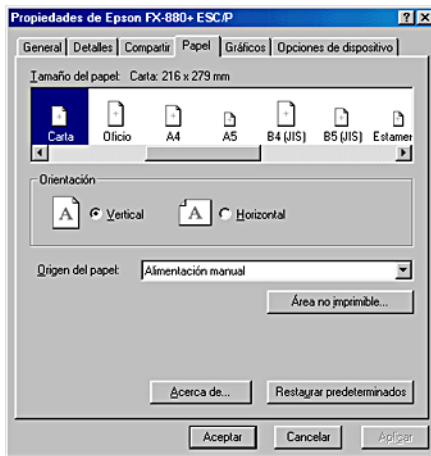 Propiedades de Epson FX-880+ ESC/P
General Detalles Compartir Papel Gráficos Opciones de dispositivo
Tamaño del papel: Carta: 216 x 279 mm
Carta Oficio A4 A5 B4 (JIS) B5 (JIS) Estamer
Orientación
A Vertical A Horizontal
Origen del papel: Alimentación manual
Área no imprimible...
Acerca de... Restaurar predeterminados
Aceptar Cancelar Aplicar